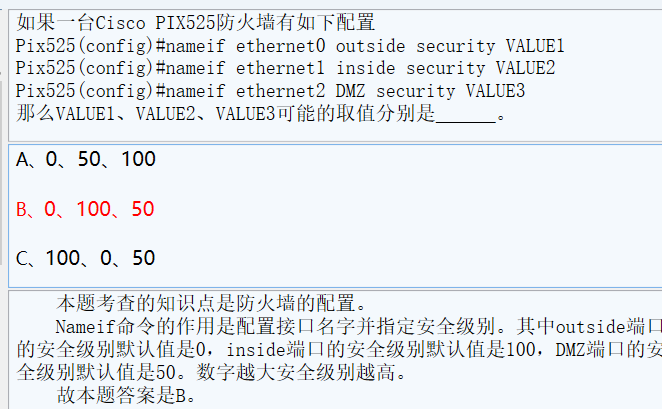 如果一台Cisco PIX525防火墙有如下配置
Pix525(config)#nameif ethernet0 outside security VALUE1
Pix525(config)#nameif ethernet1 inside security VALUE2
Pix525(config)#nameif ethernet2 DMZ security VALUE3
那么VALUE1、VALUE2、VALUE3可能的取值分别是______。
A、0、50、100
B、0、100、50
C、100、0、50
本题考查的知识点是防火墙的配置。
Nameif命令的作用是配置接口名字并指定安全级别。其中outside端口
的安全级别默认值是0，inside端口的安全级别默认值是100，DMZ端口的安
全级别默认值是50。数字越大安全级别越高。
故本题答案是B。